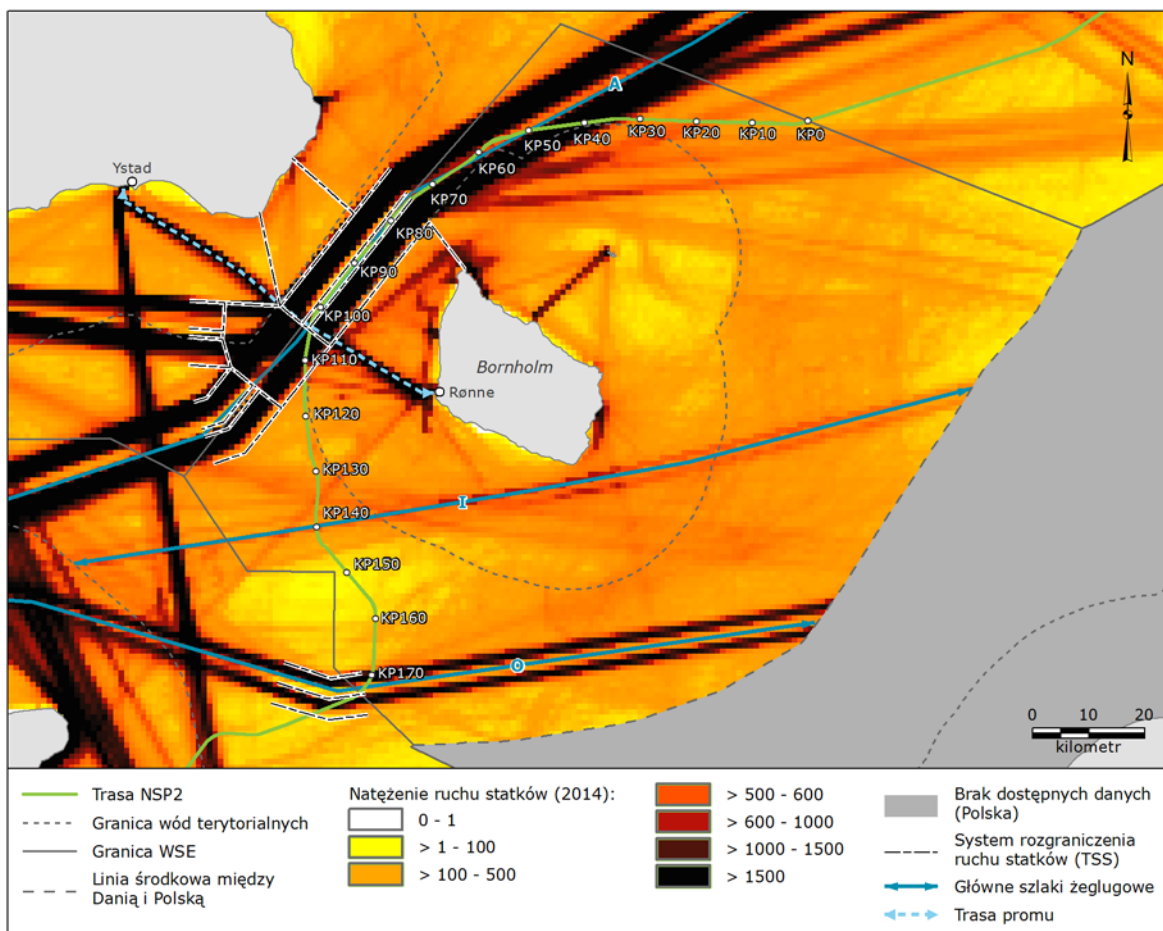 A
N
KP50
KP40
KP30
KP20
KP10
KP0
KP60
Ystad
KP70
KP80
KP90
KP100
KP110
Bornholm
Rønne
KP120
KP130
I
KP140
KP150
KP160
KP170
O
0 10 20
kilometr
Trasa NSP2
Granica wód terytorialnych
Granica WSE
Linia środkowa między
Danią i Polską
Natężenie ruchu statków (2014):
0 - 1
> 1 - 100
> 100 - 500
> 500 - 600
> 600 - 1000
> 1000 - 1500
> 1500
Brak dostępnych danych
(Polska)
System rozgraniczenia
ruchu statków (TSS)
Główne szlaki żeglugowe
Trasa promu